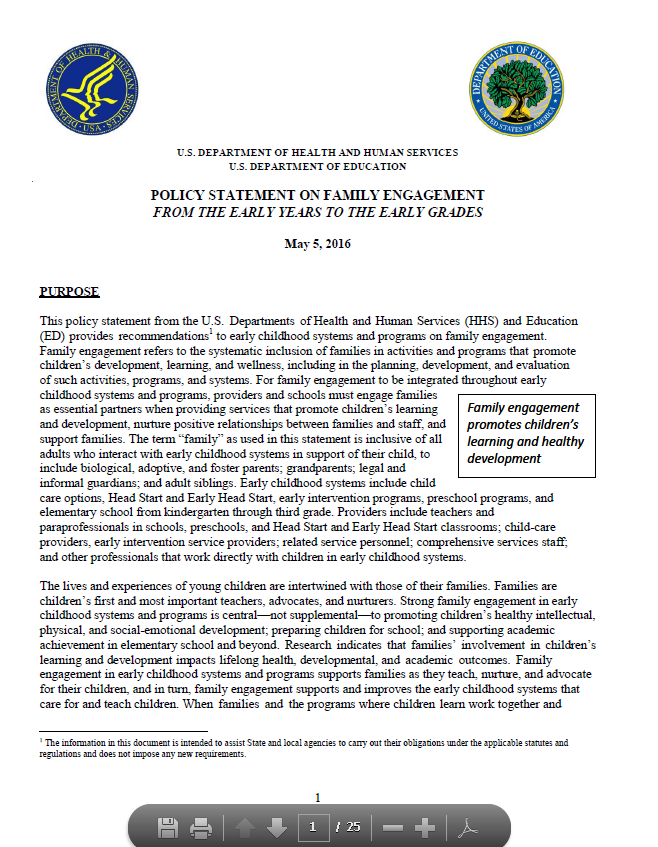 DEPARTMENT OF HEALTH & HUMAN SERVICES · USA
DEPARTMENT OF EDUCATION
UNITED STATES OF AMERICA
U.S. DEPARTMENT OF HEALTH AND HUMAN SERVICES
U.S. DEPARTMENT OF EDUCATION
POLICY STATEMENT ON FAMILY ENGAGEMENT
FROM THE EARLY YEARS TO THE EARLY GRADES
May 5, 2016
PURPOSE
This policy statement from the U.S. Departments of Health and Human Services (HHS) and Education
(ED) provides recommendations1 to early childhood systems and programs on family engagement.
Family engagement refers to the systematic inclusion of families in activities and programs that promote
children's development, learning, and wellness, including in the planning, development, and evaluation
of such activities, programs, and systems. For family engagement to be integrated throughout early
childhood systems and programs, providers and schools must engage families
as essential partners when providing services that promote children's learning
and development, nurture positive relationships between families and staff, and
support families. The term "family" as used in this statement is inclusive of all
adults who interact with early childhood systems in support of their child, to
include biological, adoptive, and foster parents; grandparents; legal and
informal guardians; and adult siblings. Early childhood systems include child
care options, Head Start and Early Head Start, early intervention programs, preschool programs, and
elementary school from kindergarten through third grade. Providers include teachers and
paraprofessionals in schools, preschools, and Head Start and Early Head Start classrooms; child-care
providers, early intervention service providers; related service personnel; comprehensive services staff;
and other professionals that work directly with children in early childhood systems.
Family engagement
promotes children's
learning and healthy
development
The lives and experiences of young children are intertwined with those of their families. Families are
children's first and most important teachers, advocates, and nurturers. Strong family engagement in early
childhood systems and programs is central—not supplemental—to promoting children's healthy intellectual,
physical, and social-emotional development; preparing children for school; and supporting academic
achievement in elementary school and beyond. Research indicates that families' involvement in children's
learning and development impacts lifelong health, developmental, and academic outcomes. Family
engagement in early childhood systems and programs supports families as they teach, nurture, and advocate
for their children, and in turn, family engagement supports and improves the early childhood systems that
care for and teach children. When families and the programs where children learn work together and
1 The information in this document is intended to assist State and local agencies to carry out their obligations under the applicable statutes and
regulations and does not impose any new requirements.
1
1 / 25